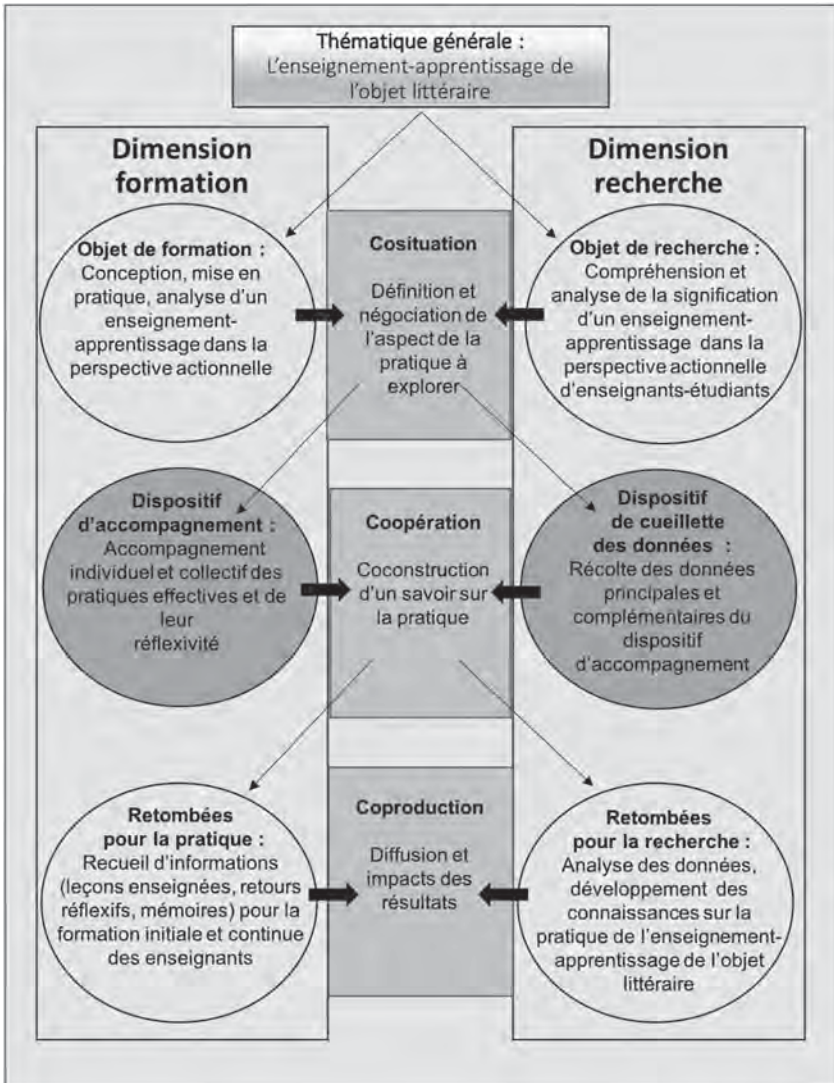 Thématique générale :
L'enseignement-apprentissage de
l'objet littéraire
Dimension
formation
Objet de formation :
Conception, mise en
pratique, analyse d'un
enseignement-
apprentissage dans la
perspective actionnelle
Cosituation
Définition et
négociation de
l'aspect de la
pratique à
explorer
Dimension
recherche
Objet de recherche :
Compréhension et
analyse de la signification
d'un enseignement-
apprentissage dans la
perspective actionnelle
d'enseignants-étudiants
Dispositif
d'accompagnement :
Accompagnement
individuel et collectif des
pratiques effectives et de
leur
réflexivité
Coopération
Coconstruction
d'un savoir sur
la pratique
Dispositif
de cueillette
des données :
Récolte des données
principales et
complémentaires du
dispositif
d'accompagnement
Retombées
pour la pratique :
Recueil d'informations
(leçons enseignées, retours
réflexifs, mémoires) pour la
formation initiale et continue
des enseignants
Coproduction
Diffusion et
impacts des
résultats
Retombées
pour la recherche :
Analyse des données,
développement des
connaissances sur la
pratique de l'enseignement-
apprentissage de l'objet
littéraire